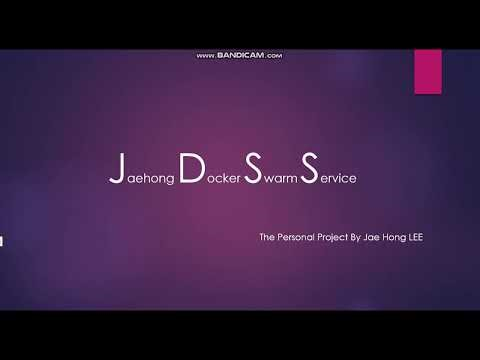 www.BANDICAM.com
Jaehong Docker Swarm Service
The Personal Project By Jae Hong LEE